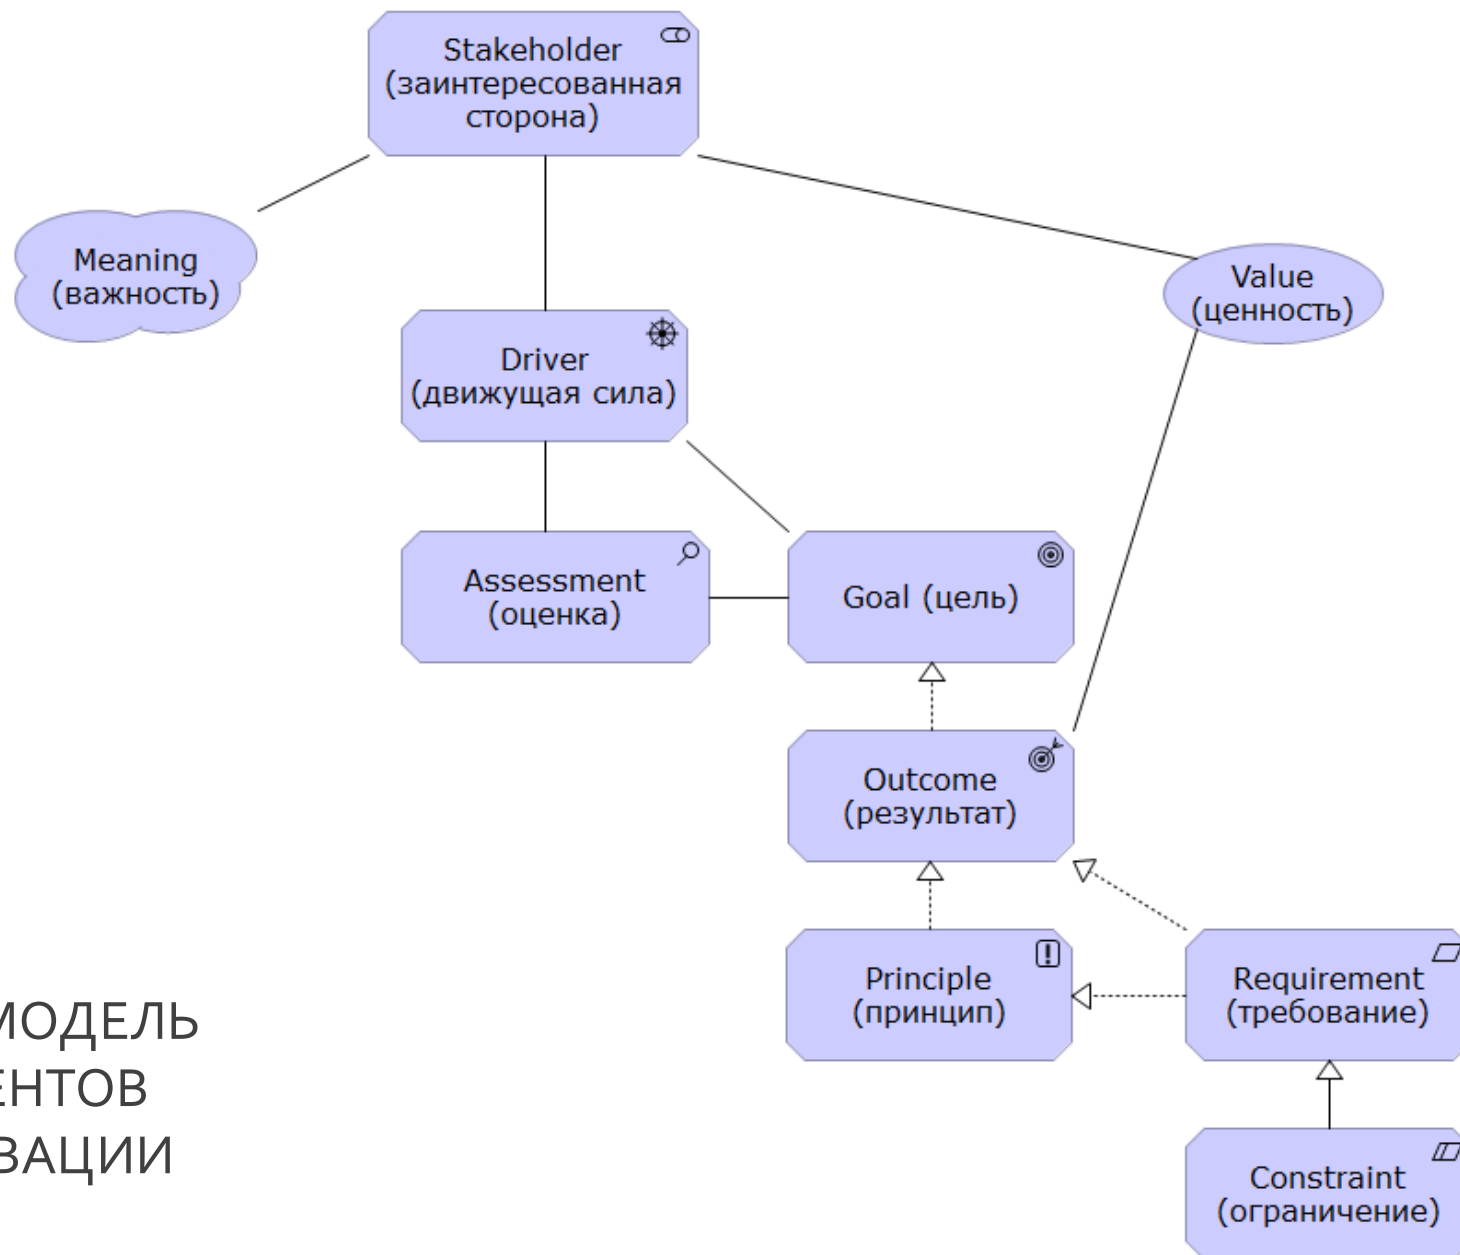 Stakeholder
(заинтересованная
сторона)
Meaning
(важность)
Value
(ценность)
Driver
(движущая сила)
Assessment
(оценка)
Goal (цель)
Outcome
(результат)
Principle
(принцип)
Requirement
(требование)
МОДЕЛЬ
ЕНТОВ
ВАЦИИ
Constraint
(ограничение)